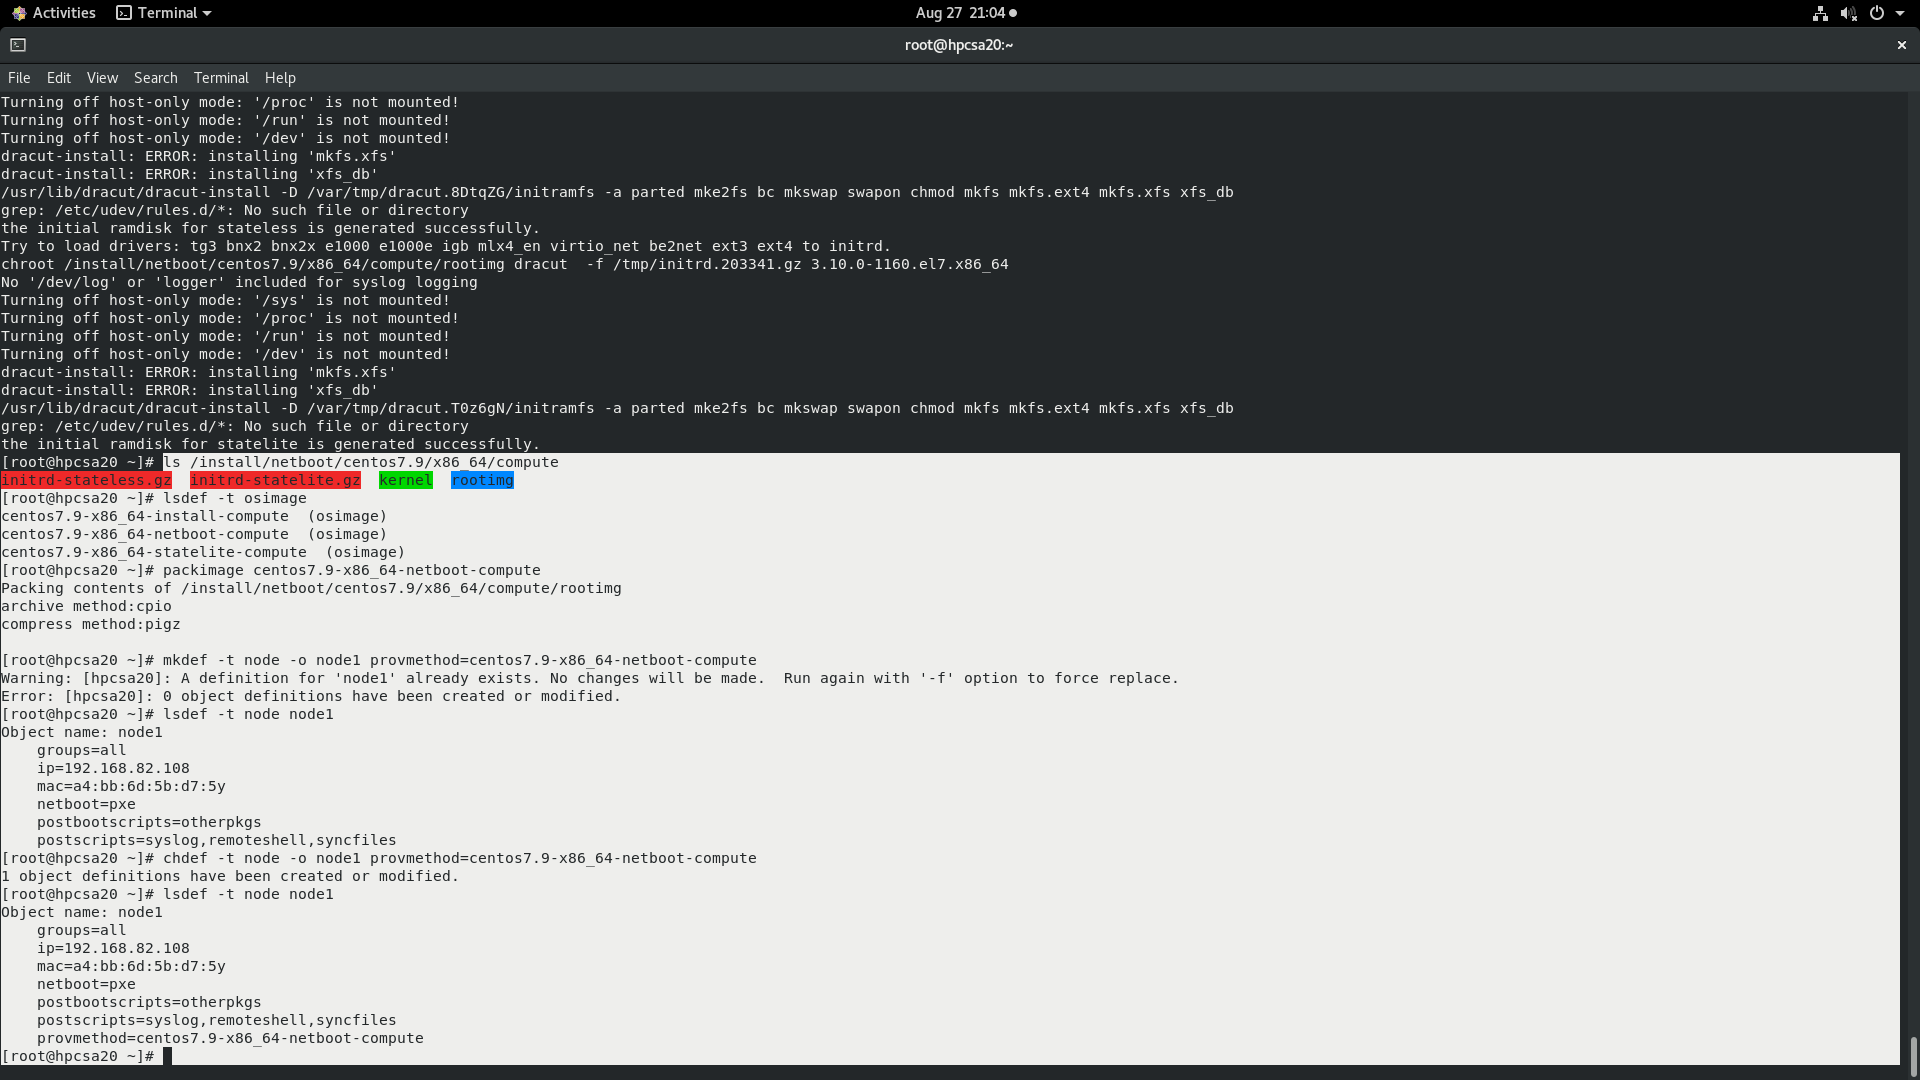 Activities Terminal Aug 27 21:04
root@hpcsa20:~
File Edit View Search Terminal Help
Turning off host-only mode: '/proc' is not mounted!
Turning off host-only mode: '/run' is not mounted!
Turning off host-only mode: '/dev' is not mounted!
dracut-install: ERROR: installing 'mkfs.xfs'
dracut-install: ERROR: installing 'xfs_db'
/usr/lib/dracut/dracut-install -D /var/tmp/dracut.8DtqZG/initramfs -a parted mke2fs bc mkswap swapon chmod mkfs mkfs.ext4 mkfs.xfs xfs_db
grep: /etc/udev/rules.d/*: No such file or directory
the initial ramdisk for stateless is generated successfully.
Try to load drivers: tg3 bnx2 bnx2x e1000 e1000e igb mlx4_en virtio_net be2net ext3 ext4 to initrd.
chroot /install/netboot/centos7.9/x86_64/compute/rootimg dracut  -f /tmp/initrd.203341.gz 3.10.0-1160.el7.x86_64
No '/dev/log' or 'logger' included for syslog logging
Turning off host-only mode: '/sys' is not mounted!
Turning off host-only mode: '/proc' is not mounted!
Turning off host-only mode: '/run' is not mounted!
Turning off host-only mode: '/dev' is not mounted!
dracut-install: ERROR: installing 'mkfs.xfs'
dracut-install: ERROR: installing 'xfs_db'
/usr/lib/dracut/dracut-install -D /var/tmp/dracut.T0z6gN/initramfs -a parted mke2fs bc mkswap swapon chmod mkfs mkfs.ext4 mkfs.xfs xfs_db
grep: /etc/udev/rules.d/*: No such file or directory
the initial ramdisk for statelite is generated successfully.
[root@hpcsa20 ~]# ls /install/netboot/centos7.9/x86_64/compute
initrd-stateless.gz  initrd-statelite.gz  kernel  rootimg
[root@hpcsa20 ~]# lsdef -t osimage
centos7.9-x86_64-install-compute  (osimage)
centos7.9-x86_64-netboot-compute  (osimage)
centos7.9-x86_64-statelite-compute  (osimage)
[root@hpcsa20 ~]# packimage centos7.9-x86_64-netboot-compute
Packing contents of /install/netboot/centos7.9/x86_64/compute/rootimg
archive method:cpio
compress method:pigz
[root@hpcsa20 ~]# mkdef -t node -o node1 provmethod=centos7.9-x86_64-netboot-compute
Warning: [hpcsa20]: A definition for 'node1' already exists. No changes will be made.  Run again with '-f' option to force replace.
Error: [hpcsa20]: 0 object definitions have been created or modified.
[root@hpcsa20 ~]# lsdef -t node node1
Object name: node1
    groups=all
    ip=192.168.82.108
    mac=a4:bb:6d:5b:d7:5y
    netboot=pxe
    postbootscripts=otherpkgs
    postscripts=syslog,remoteshell,syncfiles
[root@hpcsa20 ~]# chdef -t node -o node1 provmethod=centos7.9-x86_64-netboot-compute
1 object definitions have been created or modified.
[root@hpcsa20 ~]# lsdef -t node node1
Object name: node1
    groups=all
    ip=192.168.82.108
    mac=a4:bb:6d:5b:d7:5y
    netboot=pxe
    postbootscripts=otherpkgs
    postscripts=syslog,remoteshell,syncfiles
    provmethod=centos7.9-x86_64-netboot-compute
[root@hpcsa20 ~]#